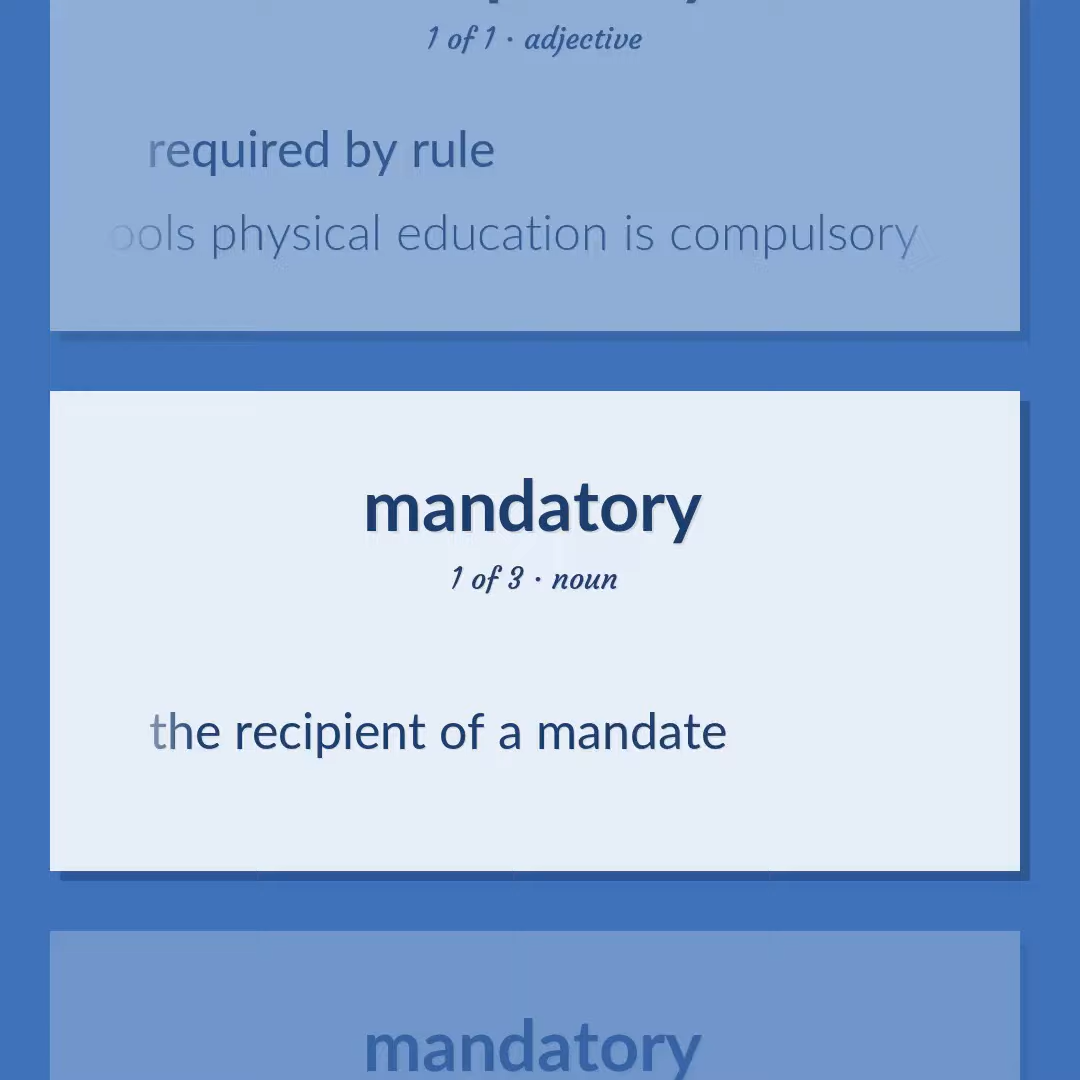 1 of 1 · adjective
required by rule
physical education is compulsory
mandatory
1 of 3 · noun
the recipient of a mandate
mandatory